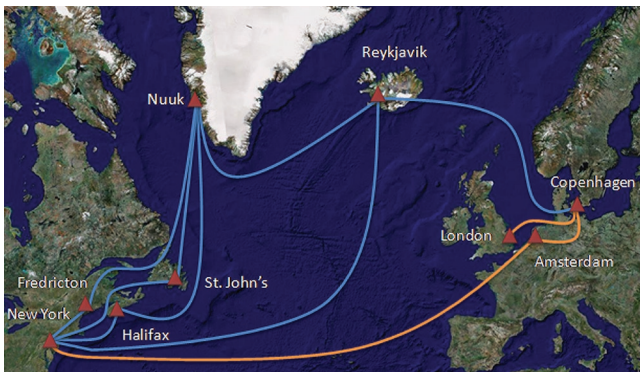 Reykjavik
Nuuk
Copenhagen
London
Amsterdam
Fredricton
St. John's
New York
Halifax